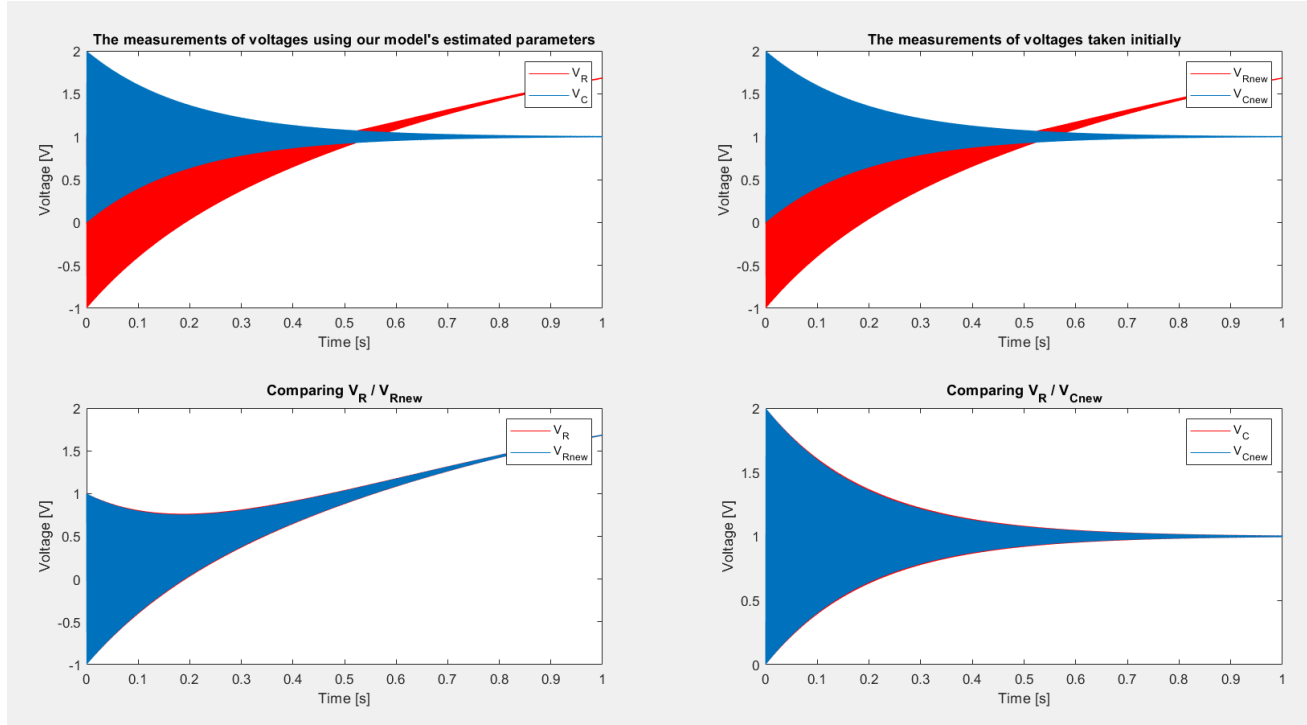 The measurements of voltages using our model's estimated parameters
2
1.5
1
0.5
0
-0.5
-1
Voltage [V]
V_R
V_C
0 0.1 0.2 0.3 0.4 0.5 0.6 0.7 0.8 0.9 1
Time [s]
The measurements of voltages taken initially
2
1.5
1
0.5
0
-0.5
-1
Voltage [V]
V_Rnew
V_Cnew
0 0.1 0.2 0.3 0.4 0.5 0.6 0.7 0.8 0.9 1
Time [s]
Comparing V_R / V_Rnew
2
1.5
1
0.5
0
-0.5
-1
Voltage [V]
V_R
V_Rnew
0 0.1 0.2 0.3 0.4 0.5 0.6 0.7 0.8 0.9 1
Time [s]
Comparing V_R / V_Cnew
2
1.5
1
0.5
0
Voltage [V]
V_C
V_Cnew
0 0.1 0.2 0.3 0.4 0.5 0.6 0.7 0.8 0.9 1
Time [s]